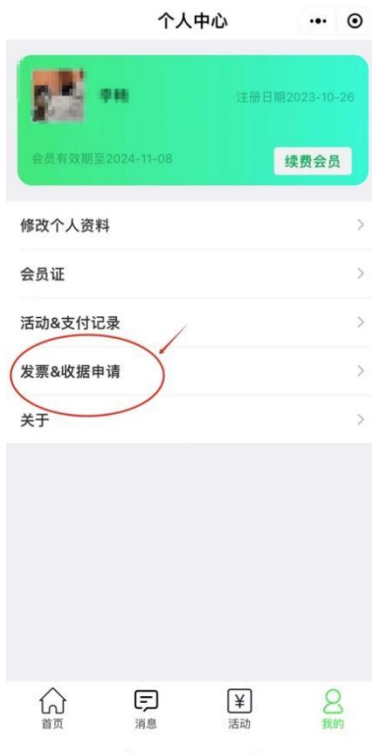 个人中心
注册日期2023-10-26
会员有效期至2024-11-08
续费会员
修改个人资料
会员证
活动&支付记录
发票&收据申请
关于
首页
消息
活动
我的